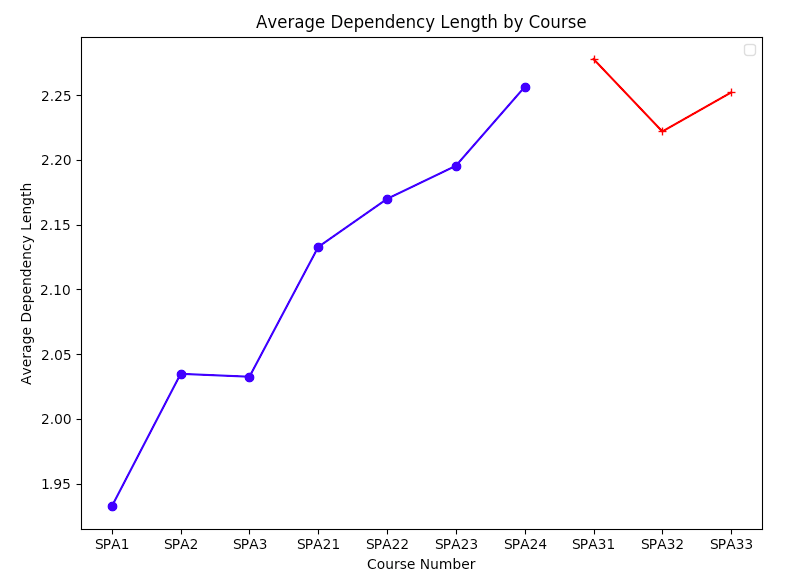 Average Dependency Length by Course
Average Dependency Length
2.25
2.20
2.15
2.10
2.05
2.00
1.95
SPA1 SPA2 SPA3 SPA21 SPA22 SPA23 SPA24 SPA31 SPA32 SPA33
Course Number